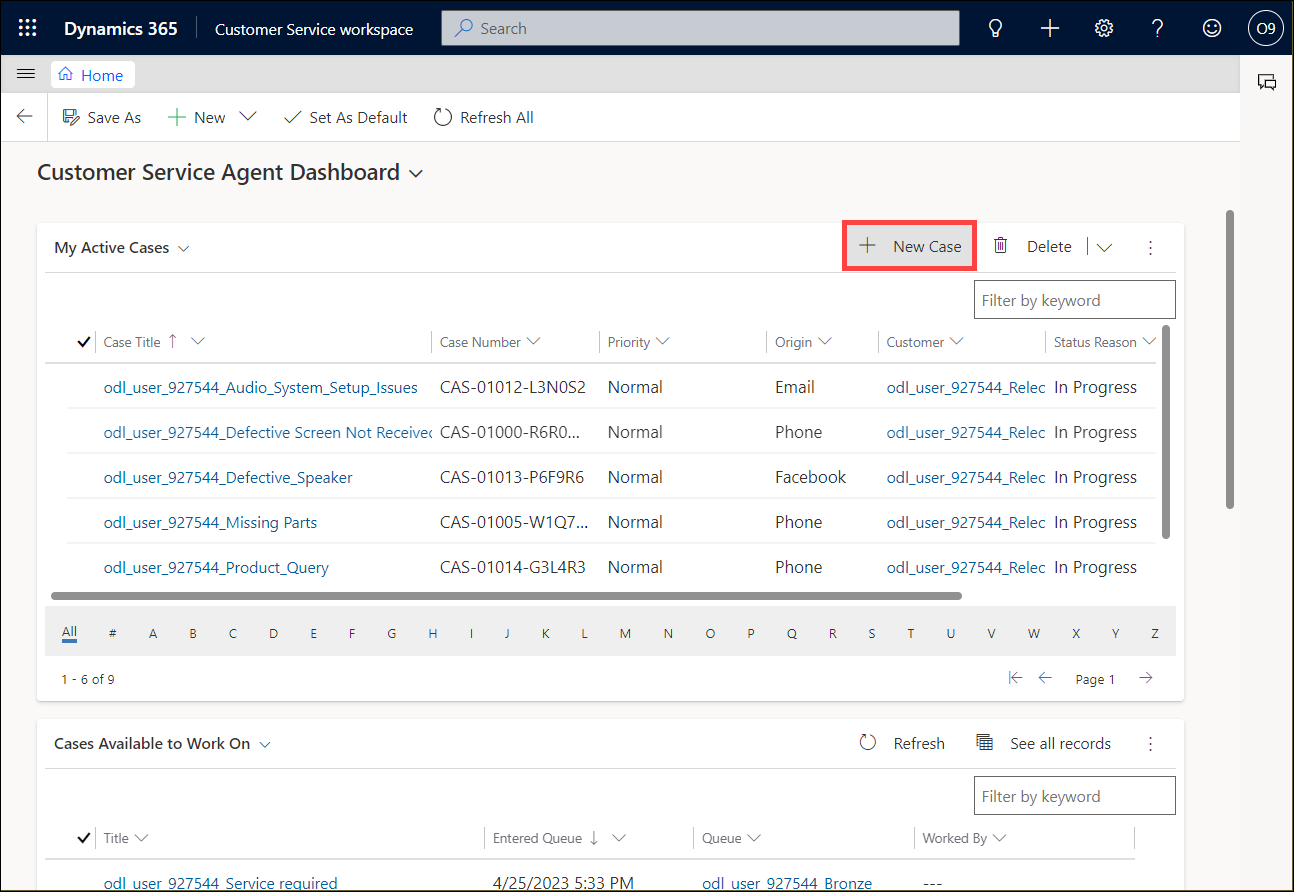 Dynamics 365 Customer Service workspace Search O9
Home
Save As New Set As Default Refresh All
Customer Service Agent Dashboard
My Active Cases New Case Delete
Filter by keyword
Case Title Case Number Priority Origin Customer Status Reason
odl_user_927544_Audio_System_Setup_Issues CAS-01012-L3N0S2 Normal Email odl_user_927544_Relec In Progress
odl_user_927544_Defective Screen Not Received CAS-01000-R6R0... Normal Phone odl_user_927544_Relec In Progress
odl_user_927544_Defective_Speaker CAS-01013-P6F9R6 Normal Facebook odl_user_927544_Relec In Progress
odl_user_927544_Missing Parts CAS-01005-W1Q7... Normal Phone odl_user_927544_Relec In Progress
odl_user_927544_Product_Query CAS-01014-G3L4R3 Normal Phone odl_user_927544_Relec In Progress
All # A B C D E F G H I J K L M N O P Q R S T U V W X Y Z
1 - 6 of 9 Page 1
Cases Available to Work On Refresh See all records
Filter by keyword
Title Entered Queue Queue Worked By
odl_user_927544_Service required 4/25/2023 5:33 PM odl_user_927544_Bronze ---